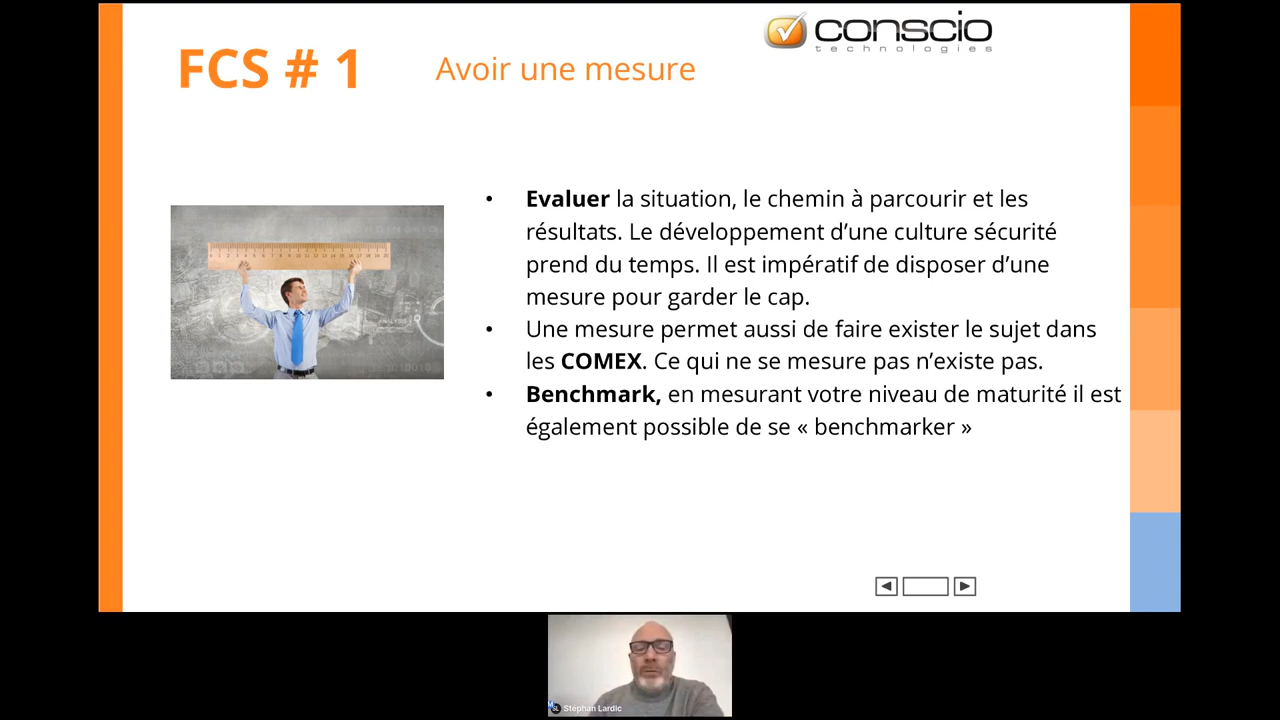 conscio
technologies
FCS # 1
Avoir une mesure
• Evaluer la situation, le chemin à parcourir et les
résultats. Le développement d’une culture sécurité
prend du temps. Il est impératif de disposer d’une
mesure pour garder le cap.
• Une mesure permet aussi de faire exister le sujet dans
les COMEX. Ce qui ne se mesure pas n’existe pas.
• Benchmark, en mesurant votre niveau de maturité il est
également possible de se « benchmarker »
ANALYSIS
SL Stéphan Lardic